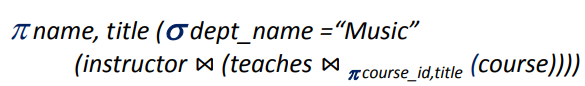 π name, title (σ dept_name =“Music”
(instructor ⋈ (teaches ⋈ π course_id,title (course))))